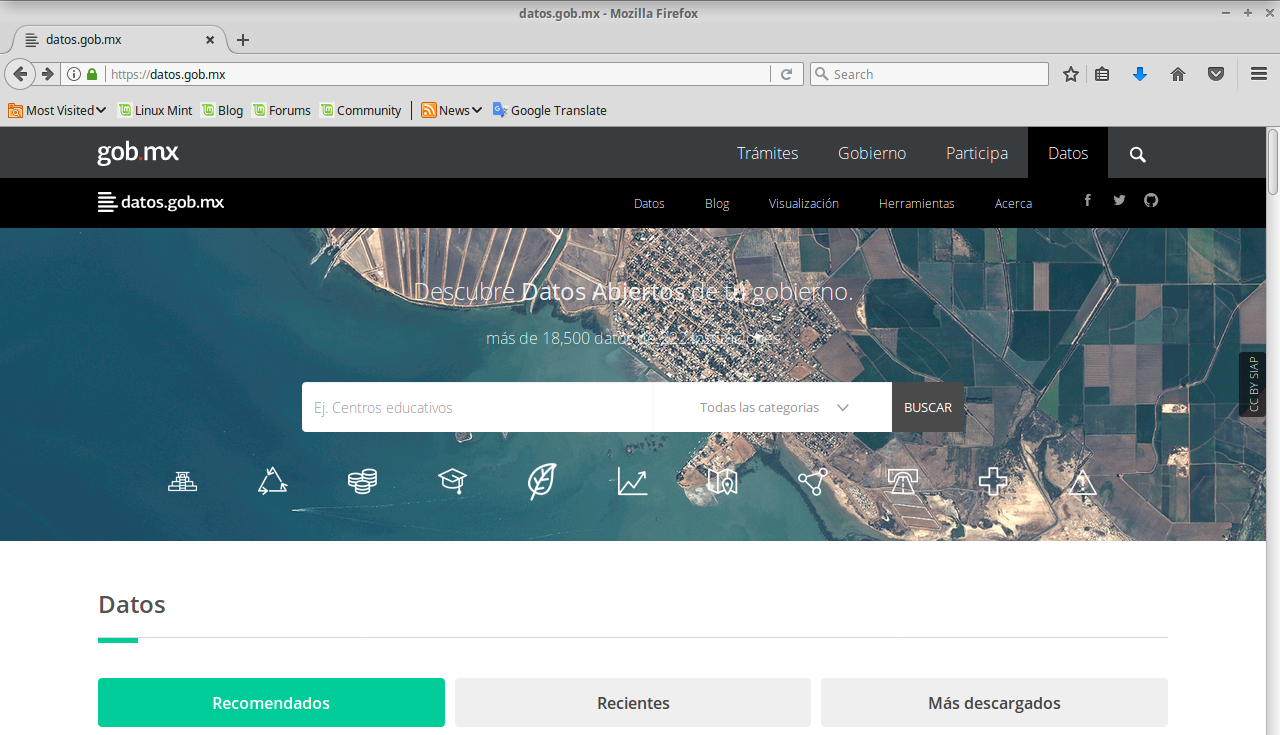 datos.gob.mx - Mozilla Firefox
datos.gob.mx
https://datos.gob.mx
Search
Most Visited Linux Mint Blog Forums Community News Google Translate
gob.mx Trámites Gobierno Participa Datos
datos.gob.mx Datos Blog Visualización Herramientas Acerca
Descubre Datos Abiertos de tu gobierno.
más de 18,500 datos de 222 instituciones
CC BY SIAP
Ej. Centros educativos Todas las categorias BUSCAR
Datos
Recomendados Recientes Más descargados